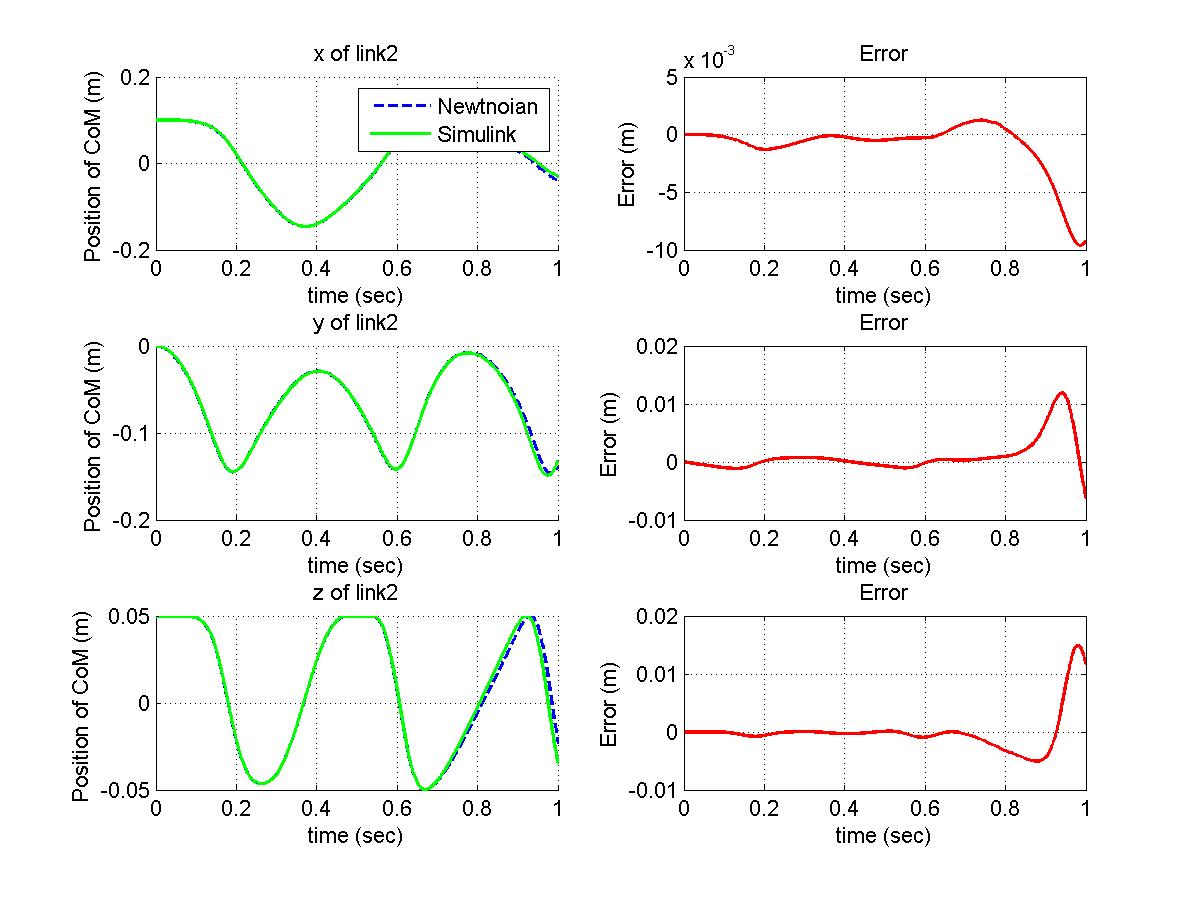 x of link2
0.2
0
-0.2
Position of CoM (m)
Newtnoian
Simulink
0 0.2 0.4 0.6 0.8 1
time (sec)
Error
x 10-3
5
0
-5
-10
Error (m)
0 0.2 0.4 0.6 0.8 1
time (sec)
y of link2
0
-0.1
-0.2
Position of CoM (m)
0 0.2 0.4 0.6 0.8 1
time (sec)
Error
0.02
0.01
0
-0.01
Error (m)
0 0.2 0.4 0.6 0.8 1
time (sec)
z of link2
0.05
0
-0.05
Position of CoM (m)
0 0.2 0.4 0.6 0.8 1
time (sec)
Error
0.02
0.01
0
-0.01
Error (m)
0 0.2 0.4 0.6 0.8 1
time (sec)